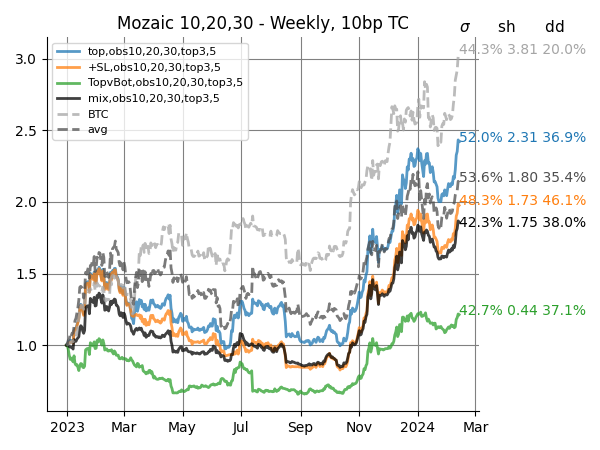 Mozaic 10,20,30 - Weekly, 10bp TC
σ sh dd
top,obs10,20,30,top3,5
+SL,obs10,20,30,top3,5
TopvBot,obs10,20,30,top3,5
mix,obs10,20,30,top3,5
BTC
avg
44.3% 3.81 20.0%
52.0% 2.31 36.9%
53.6% 1.80 35.4%
48.3% 1.73 46.1%
42.3% 1.75 38.0%
42.7% 0.44 37.1%
3.0
2.5
2.0
1.5
1.0
2023 Mar May Jul Sep Nov 2024 Mar